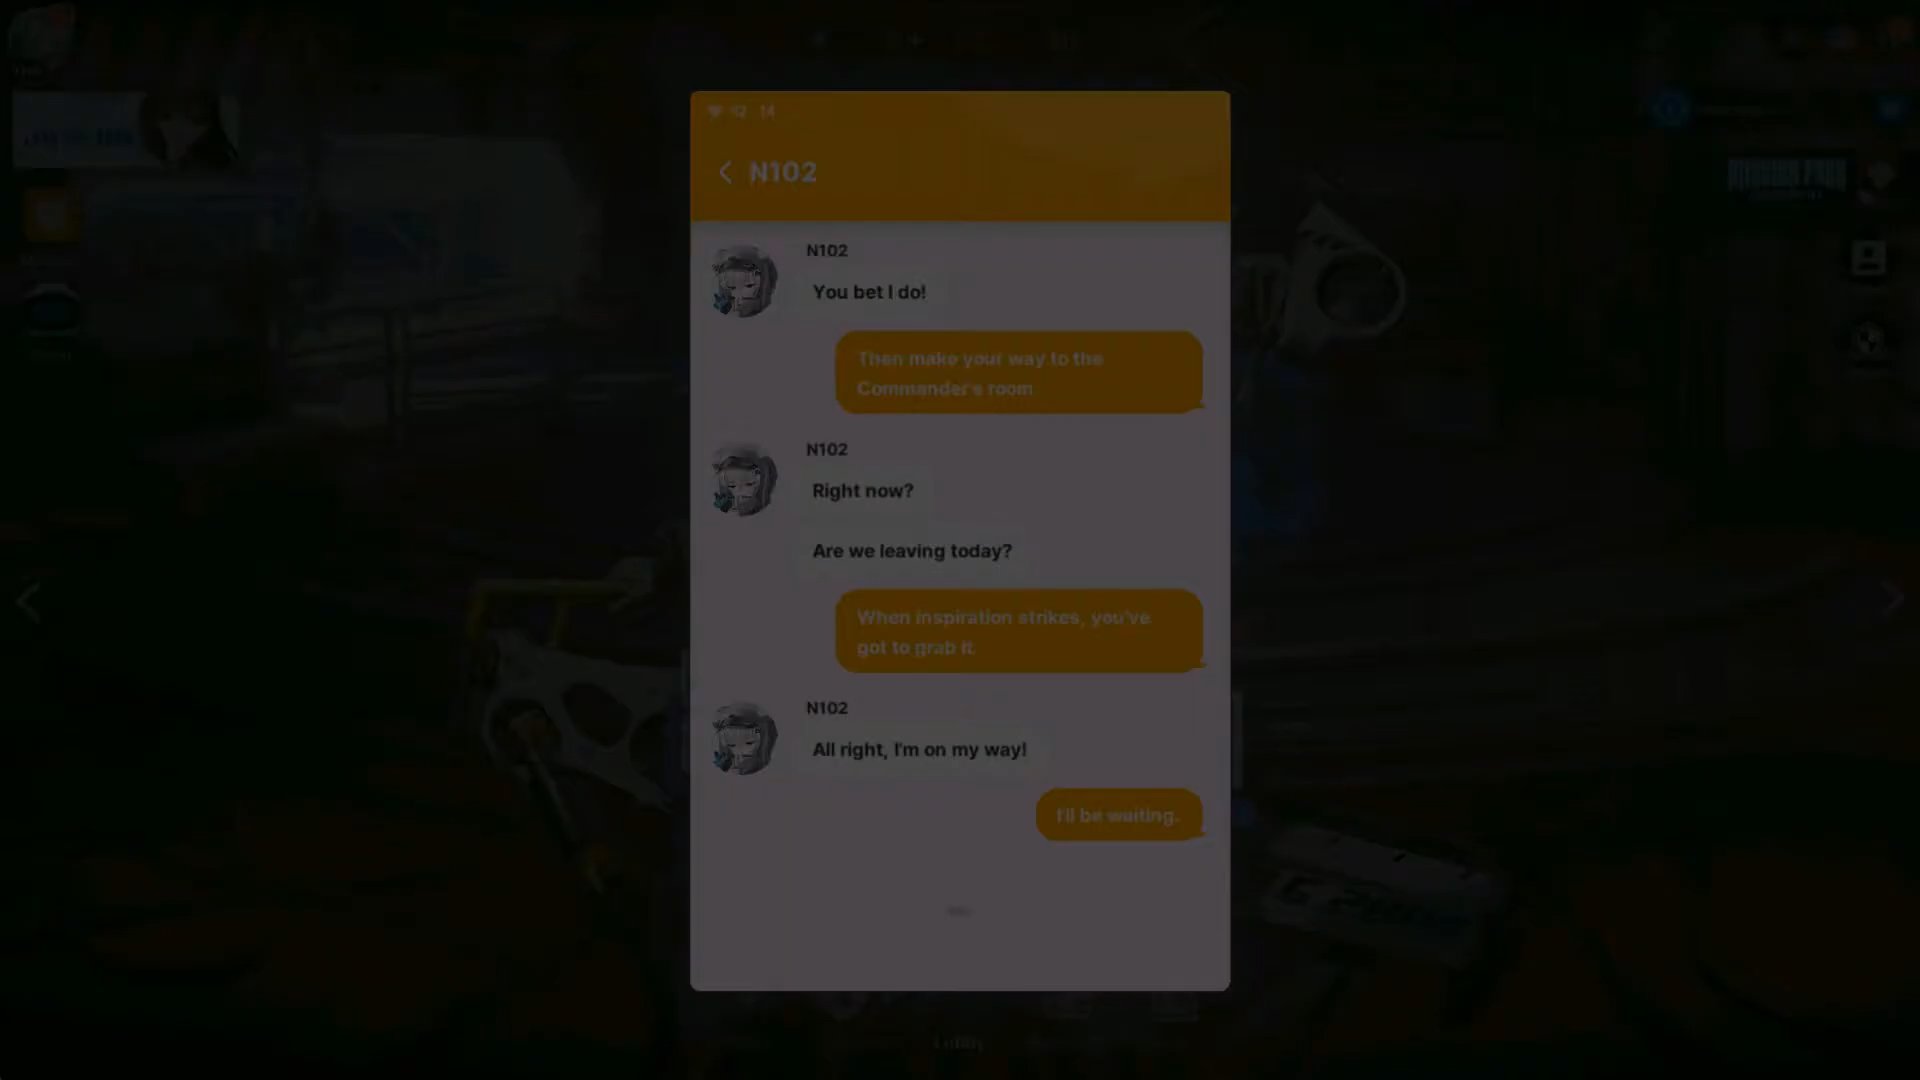 N102
N102
You bet I do!
Then make your way to the
Commander's room
N102
Right now?
Are we leaving today?
When inspiration strikes, you've
got to grab it
N102
All right, I'm on my way!
I'll be waiting.
Lobby